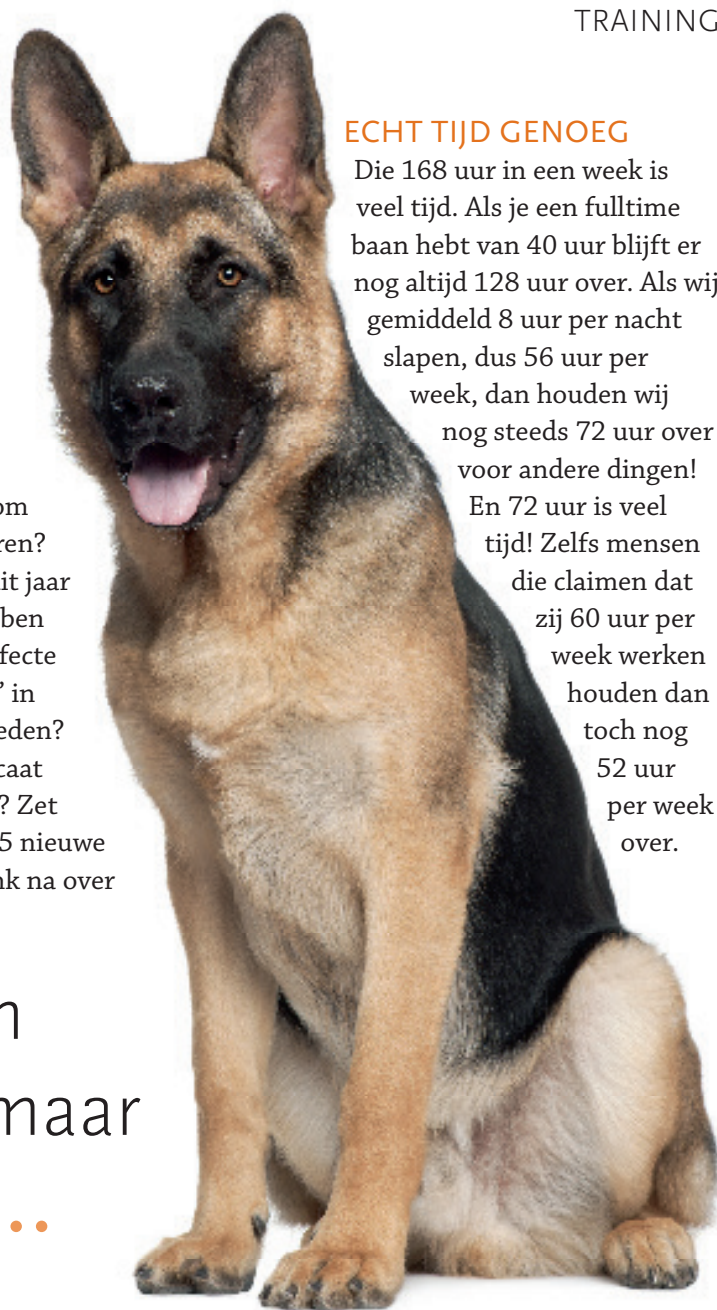 TRAINING
om
ren?
it jaar
ben
fecte
’ in
eden?
taat
? Zet
5 nieuwe
nk na over
n
maar
..
ECHT TIJD GENOEG
Die 168 uur in een week is
veel tijd. Als je een fulltime
baan hebt van 40 uur blijft er
nog altijd 128 uur over. Als wij
gemiddeld 8 uur per nacht
slapen, dus 56 uur per
week, dan houden wij
nog steeds 72 uur over
voor andere dingen!
En 72 uur is veel
tijd! Zelfs mensen
die claimen dat
zij 60 uur per
week werken
houden dan
toch nog
52 uur
per week
over.